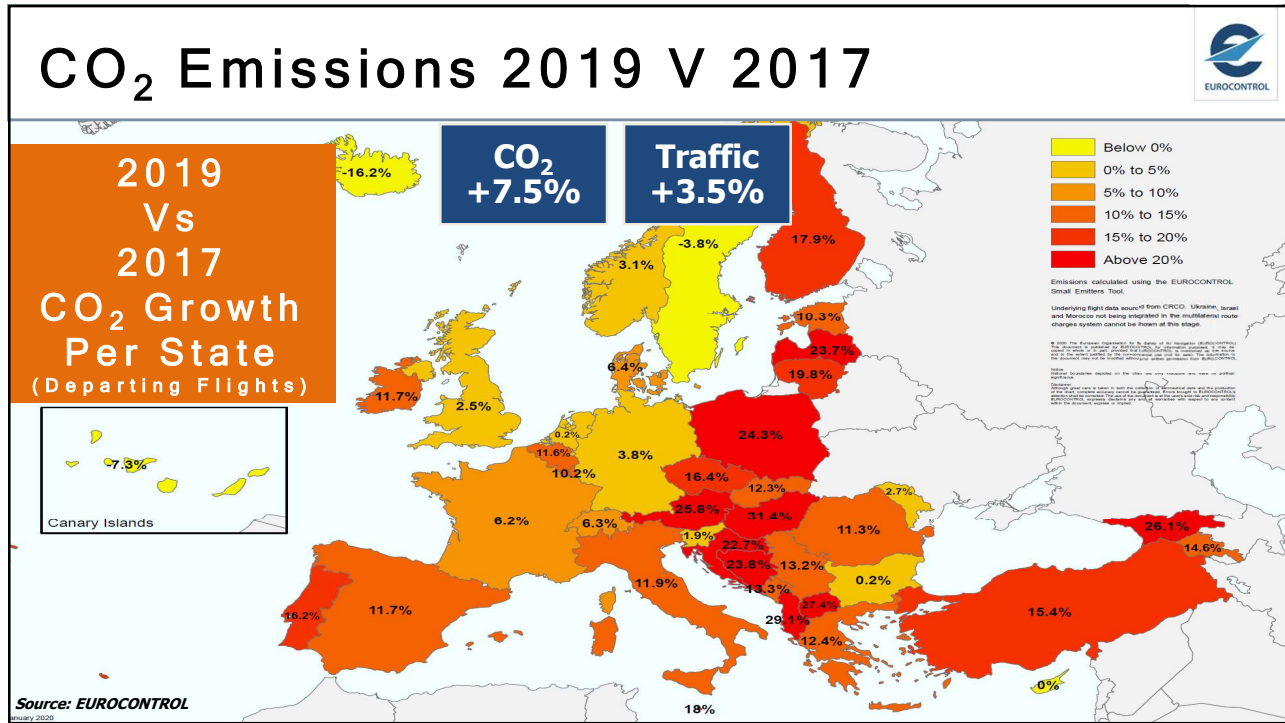 CO₂ Emissions 2019 V 2017
EUROCONTROL
2019
Vs
2017
CO₂ Growth
Per State
(Departing Flights)
CO₂
+7.5%
Traffic
+3.5%
Below 0%
0% to 5%
5% to 10%
10% to 15%
15% to 20%
Above 20%
Emissions calculated using the EUROCONTROL
Small Emitters Tool.
Underlying flight data from CRCO. Ukraine, Israel
and Morocco not being integrated in the multilateral route
charges system cannot be shown at this stage.
-16.2%
-3.8%
17.9%
3.1%
10.3%
23.7%
6.4%
19.8%
11.7%
2.5%
0.2%
11.6%
3.8%
24.3%
10.2%
16.4%
12.3%
2.7%
25.8%
31.4%
6.2%
6.3%
1.9%
11.3%
22.7%
26.1%
14.6%
23.8%
13.2%
0.2%
11.9%
13.3%
27.4%
15.4%
16.2%
11.7%
29.1%
12.4%
0%
18%
-7.3%
Canary Islands
Source: EUROCONTROL
anuary 2020